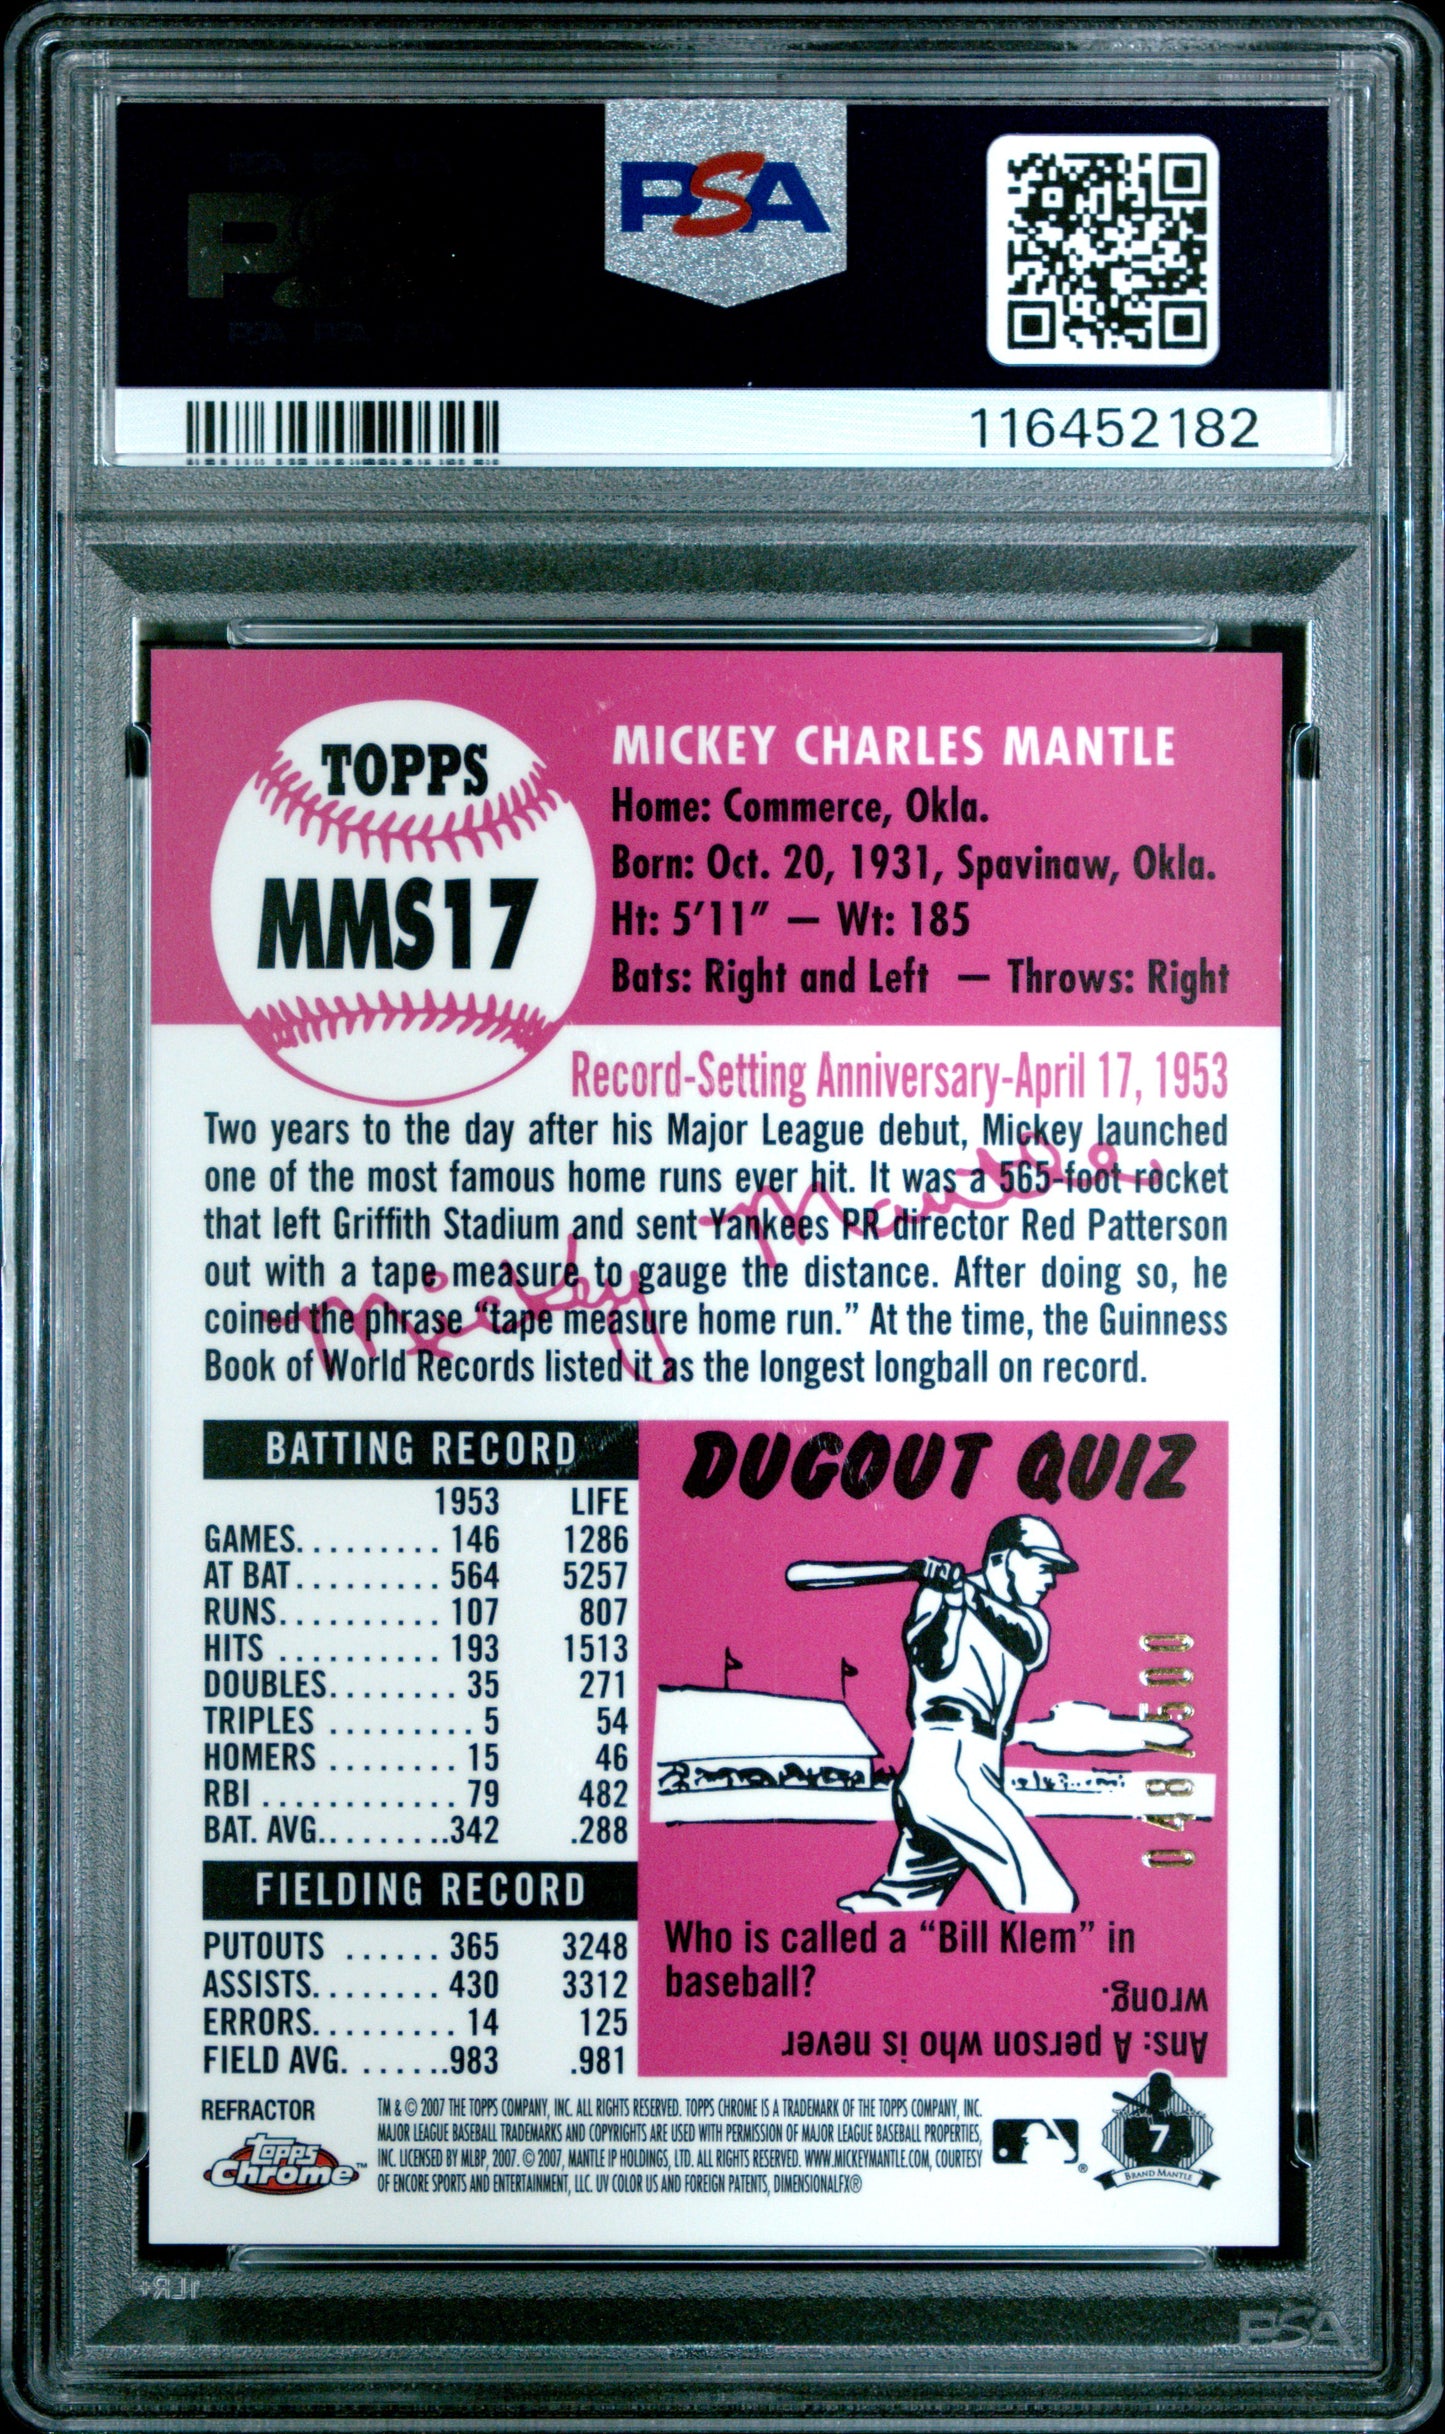 PSA
116452182
TOPPS
MMS17
MICKEY CHARLES MANTLE
Home: Commerce, Okla.
Born: Oct. 20, 1931, Spavinaw, Okla.
Ht: 5'11" — Wt: 185
Bats: Right and Left — Throws: Right
Record-Setting Anniversary-April 17, 1953
Two years to the day after his Major League debut, Mickey launched
one of the most famous home runs ever hit. It was a 565-foot rocket
that left Griffith Stadium and sent Yankees PR director Red Patterson
out with a tape measure to gauge the distance. After doing so, he
coined the phrase “tape measure home run.” At the time, the Guinness
Book of World Records listed it as the longest longball on record.
Mickey Mantle
BATTING RECORD
1953 LIFE
GAMES......... 146 1286
AT BAT......... 564 5257
RUNS.......... 107 807
HITS .......... 193 1513
DOUBLES....... 35 271
TRIPLES ......... 5 54
HOMERS ....... 15 46
RBI ............ 79 482
BAT. AVG.........342 .288
FIELDING RECORD
PUTOUTS ...... 365 3248
ASSISTS........ 430 3312
ERRORS......... 14 125
FIELD AVG. ......983 .981
DUGOUT QUIZ
048/500
Who is called a “Bill Klem” in
baseball?
Ans: A person who is never
wrong.
REFRACTOR
Topps
Chrome™
TM & © 2007 THE TOPPS COMPANY, INC. ALL RIGHTS RESERVED. TOPPS CHROME IS A TRADEMARK OF THE TOPPS COMPANY, INC.
MAJOR LEAGUE BASEBALL TRADEMARKS AND COPYRIGHTS ARE USED WITH PERMISSION OF MAJOR LEAGUE BASEBALL PROPERTIES,
INC. LICENSED BY MLBP, 2007. © 2007, MANTLE IP HOLDINGS, LTD. ALL RIGHTS RESERVED. WWW.MICKEYMANTLE.COM, COURTESY
OF ENCORE SPORTS AND ENTERTAINMENT, LLC. UV COLOR US AND FOREIGN PATENTS, DIMENSIONALFX®
®
7
BRAND MANTLE
PSA